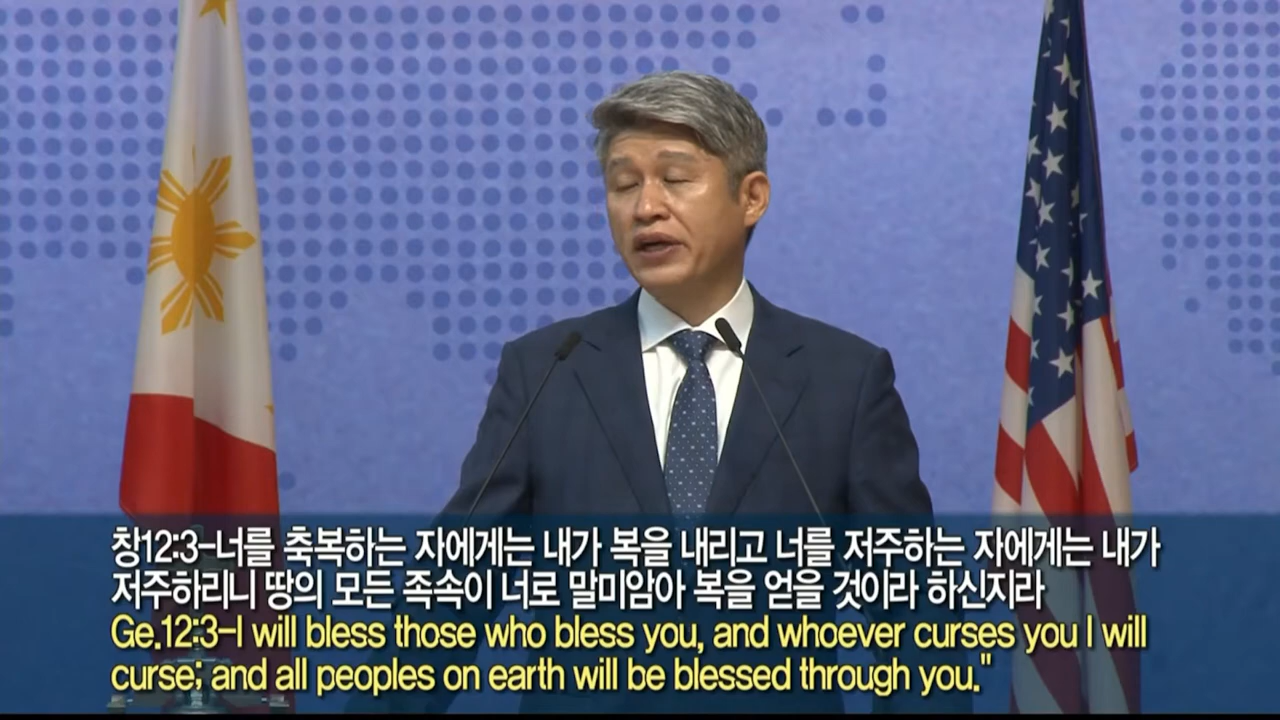 창12:3-너를 축복하는 자에게는 내가 복을 내리고 너를 저주하는 자에게는 내가
저주하리니 땅의 모든 족속이 너로 말미암아 복을 얻을 것이라 하신지라
Ge.12:3-I will bless those who bless you, and whoever curses you I will
curse; and all peoples on earth will be blessed through you."